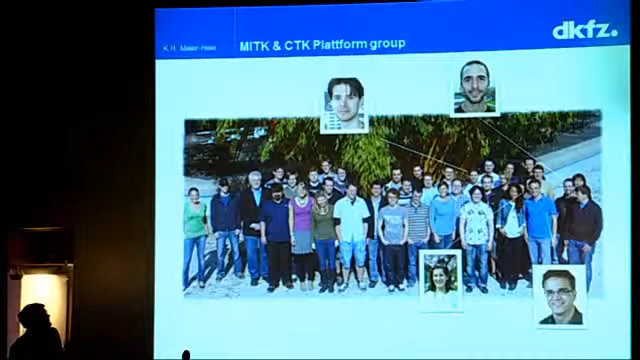 K.H. Maier-Hein
MITK & CTK Plattform group
dkfz.